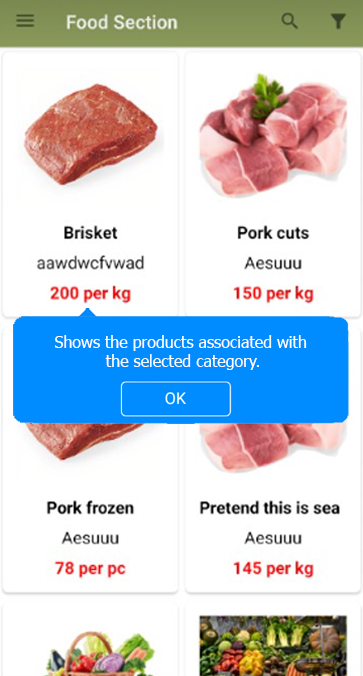 Food Section
Brisket
aawdwcfvwad
200 per kg
Pork cuts
Aesuuu
150 per kg
Shows the products associated with
the selected category.
OK
Pork frozen
Aesuuu
78 per pc
Pretend this is sea
Aesuuu
145 per kg